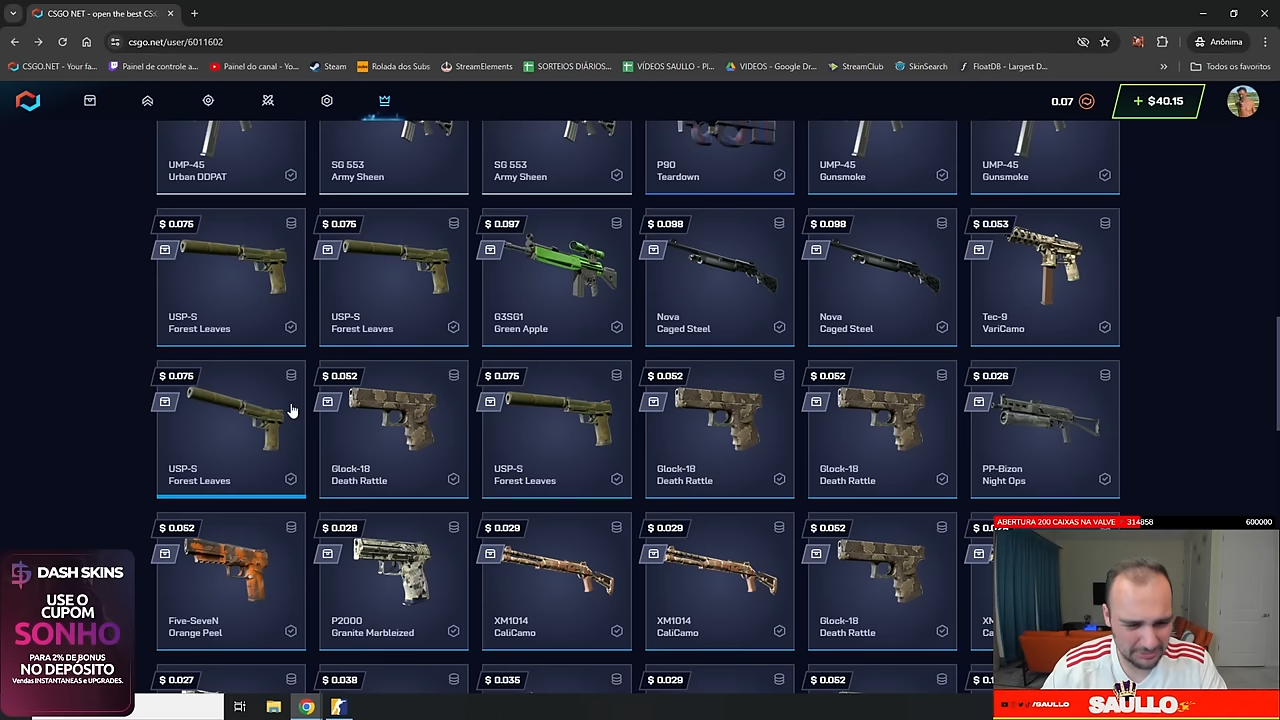 CSGO NET - open the best CS:
csgo.net/user/6011602
Anônima
CSGO.NET - Your fa...
Painel de controle a...
Painel do canal - Yo...
Steam
Rolada dos Subs
StreamElements
SORTEIOS DIÁRIOS...
VIDEOS SAULLO - Pl...
VIDEOS - Google Dr...
StreamClub
SkinSearch
FloatDB - Largest D...
Todos os favoritos
0.07
+ $40.15
UMP-45
Urban DDPAT
SG 553
Army Sheen
SG 553
Army Sheen
P90
Teardown
UMP-45
Gunsmoke
UMP-45
Gunsmoke
$ 0.075
USP-S
Forest Leaves
$ 0.075
USP-S
Forest Leaves
$ 0.097
G3SG1
Green Apple
$ 0.098
Nova
Caged Steel
$ 0.098
Nova
Caged Steel
$ 0.053
Tec-9
VariCamo
$ 0.075
USP-S
Forest Leaves
$ 0.052
Glock-18
Death Rattle
$ 0.075
USP-S
Forest Leaves
$ 0.052
Glock-18
Death Rattle
$ 0.052
Glock-18
Death Rattle
$ 0.026
PP-Bizon
Night Ops
$ 0.052
Five-SeveN
Orange Peel
$ 0.028
P2000
Granite Marbleized
$ 0.029
XM1014
CaliCamo
$ 0.029
XM1014
CaliCamo
$ 0.052
Glock-18
Death Rattle
$ 0.027
$ 0.038
$ 0.035
$ 0.029
$ 0.052
DASH SKINS
USE O
CUPOM
SONHO
PARA 2% DE BONUS
NO DEPÓSITO
Vendas INSTANTANEAS e UPGRADES.
ABERTURA 200 CAIXAS NA VALVE
314858
600000
/SAULLO
SAULLO